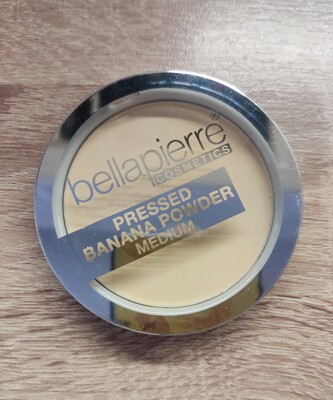 bellapierre®
COSMETICS
PRESSED
BANANA POWDER
MEDIUM